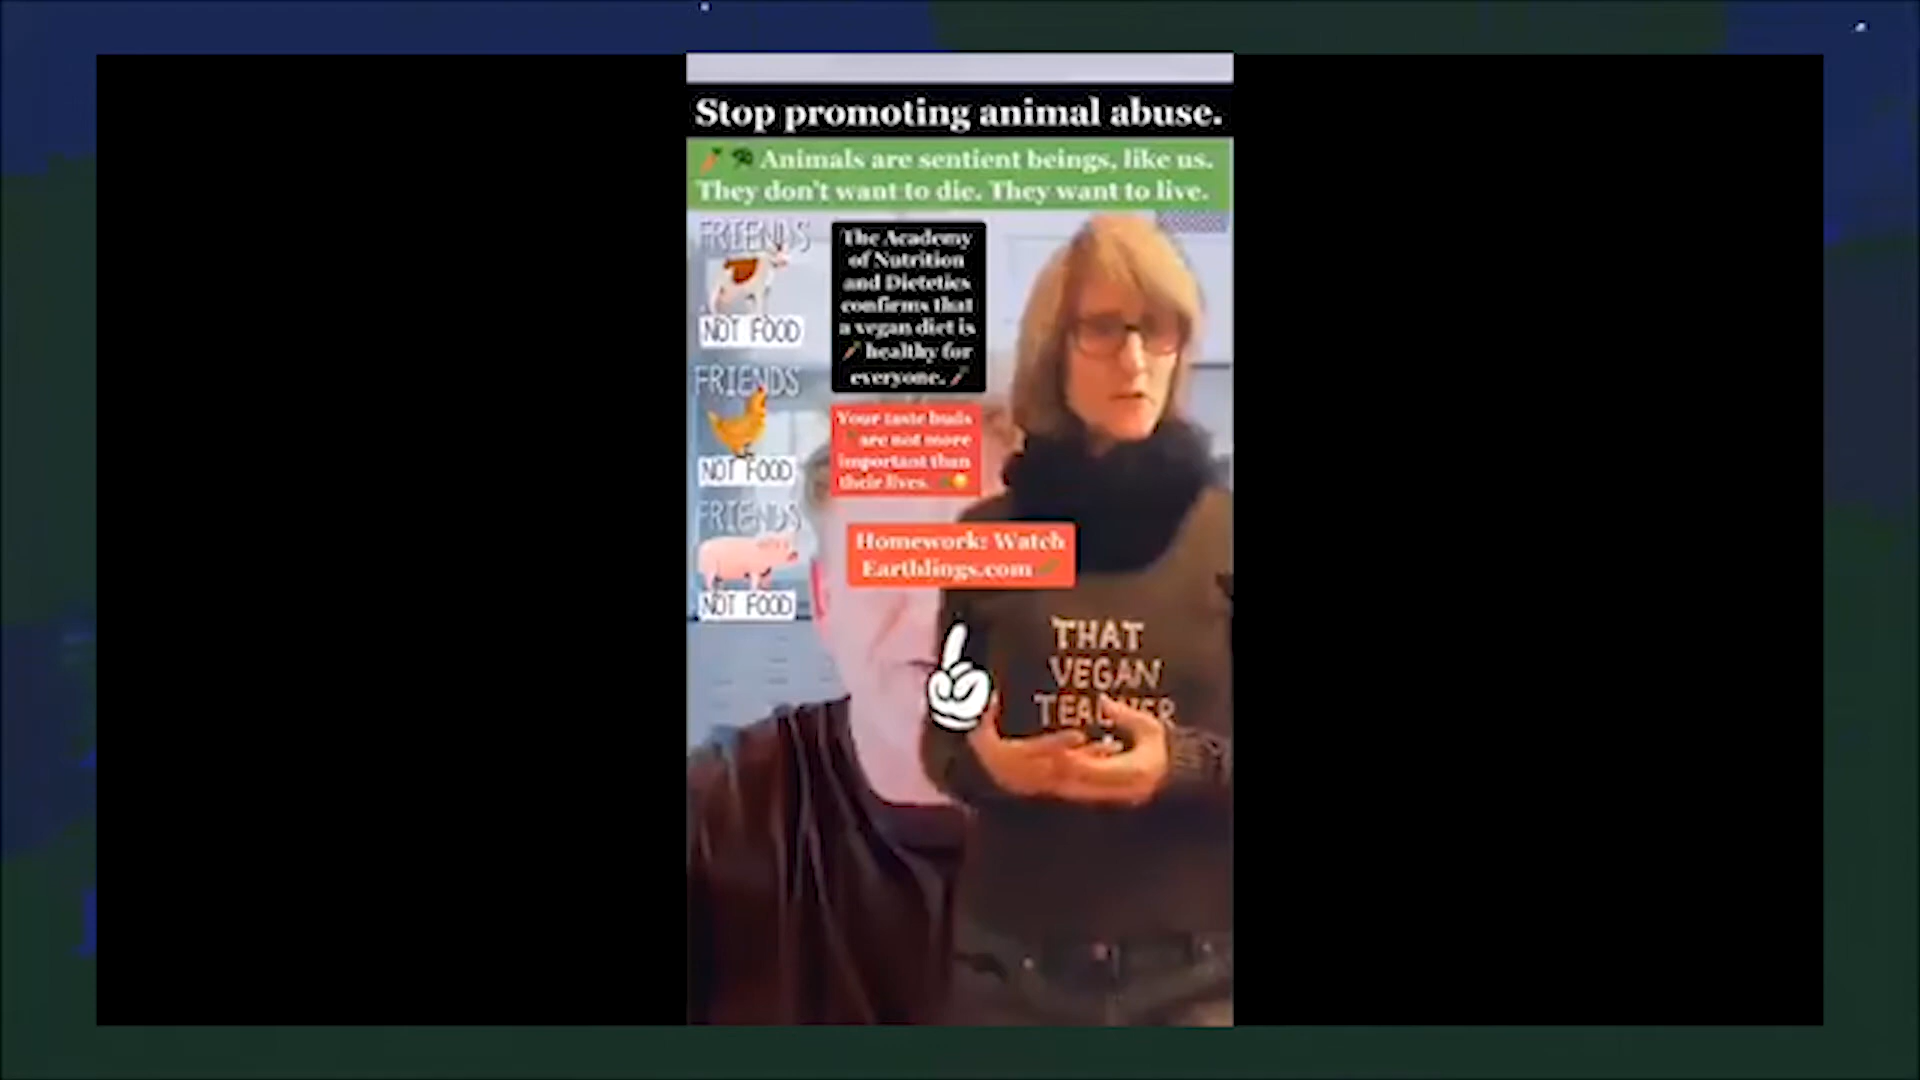 Stop promoting animal abuse.
Animals are sentient beings, like us.
They don't want to die. They want to live.
FRIENDS
NOT FOOD
FRIENDS
NOT FOOD
FRIENDS
NOT FOOD
The Academy
of Nutrition
and Dietetics
confirms that
a vegan diet is
healthy for
everyone.
Your taste buds
are not more
important than
their lives.
Homework: Watch
Earthlings.com
THAT
VEGAN
TEACHER